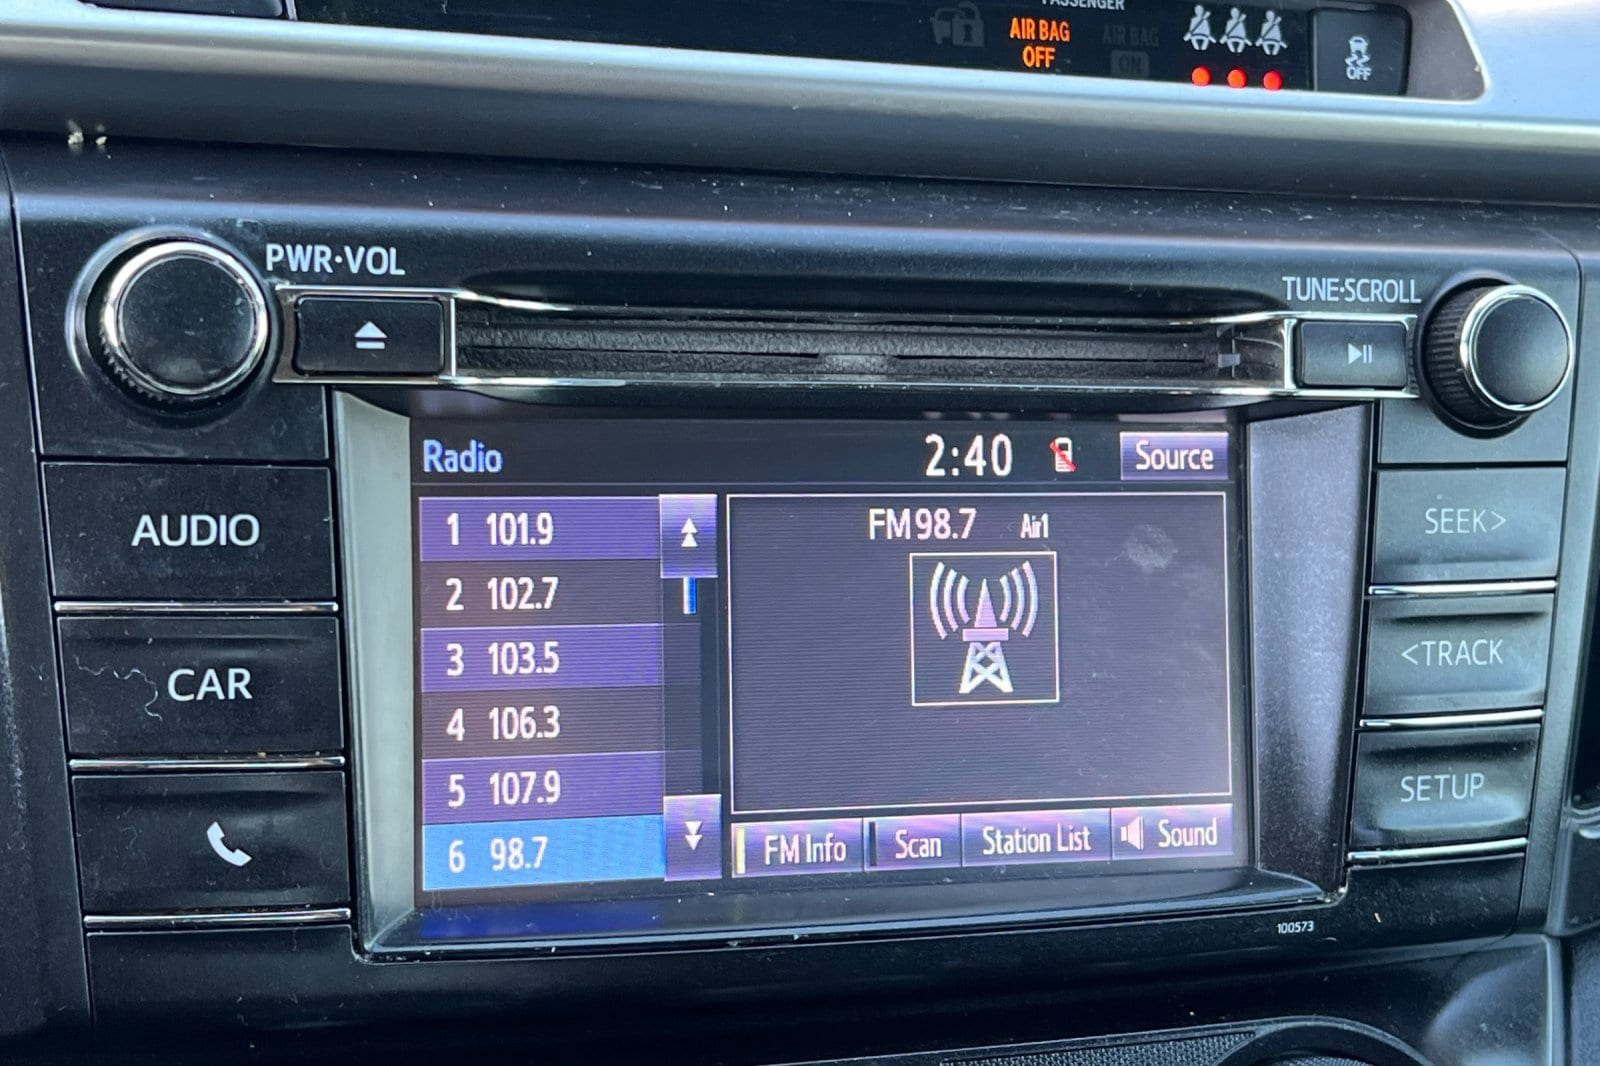 PASSENGER
AIR BAG OFF
AIR BAG ON
OFF
PWR·VOL
TUNE·SCROLL
Radio
2:40
Source
1 101.9
2 102.7
3 103.5
4 106.3
5 107.9
6 98.7
FM 98.7 Air1
FM Info
Scan
Station List
Sound
AUDIO
CAR
SEEK>
<TRACK
SETUP
100573